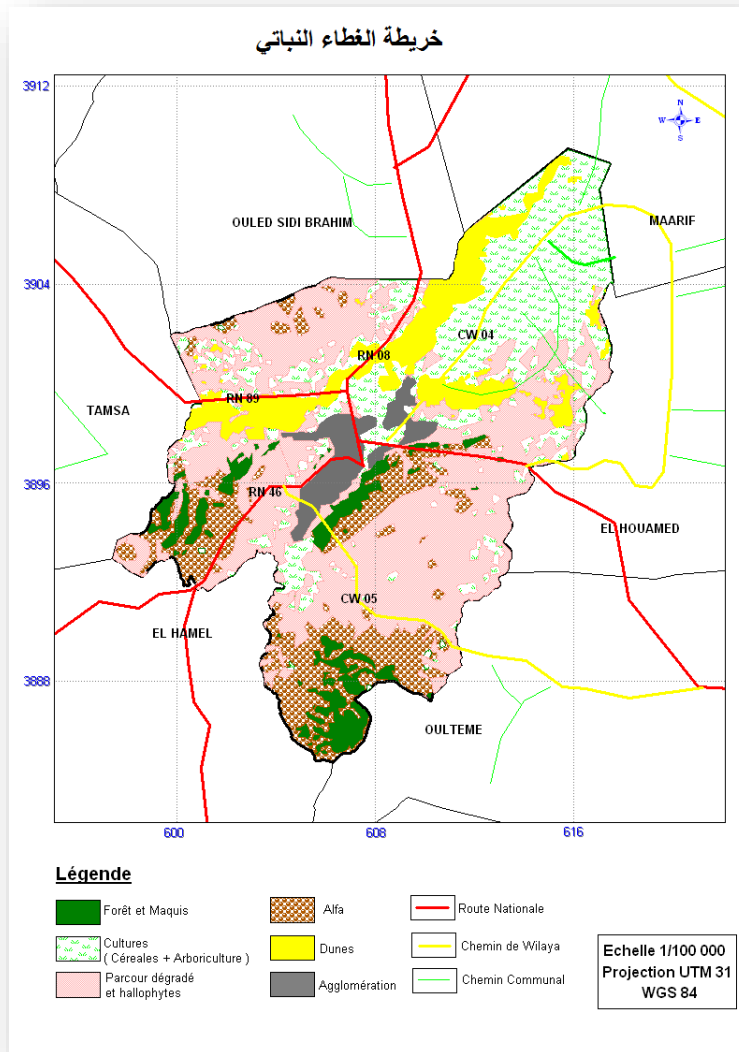 خريطة الغطاء النباتي
3912
N
W E
S
OULED SIDI BRAHIM
MAARIF
3904
CW 04
RN 08
RN 89
TAMSA
3896
RN 46
EL HOUAMED
CW 05
EL HAMEL
3888
OULTEME
600
608
616
Légende
Forêt et Maquis
Alfa
Route Nationale
Cultures
( Céreales + Arboriculture )
Dunes
Chemin de Wilaya
Parcour dégradé
et hallophytes
Agglomération
Chemin Communal
Echelle 1/100 000
Projection UTM 31
WGS 84